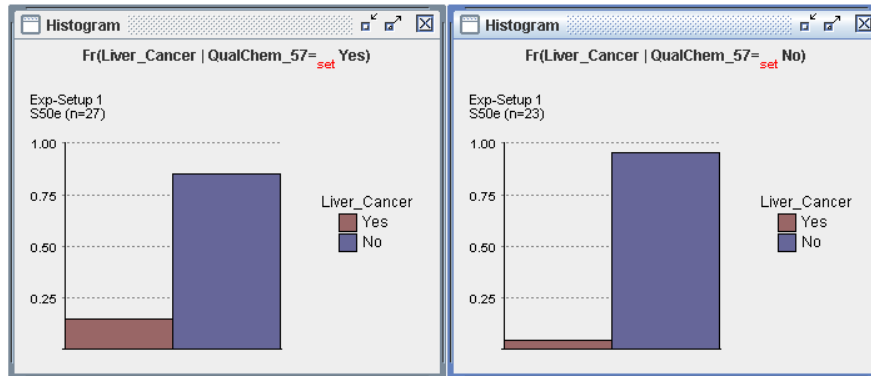 Histogram
Fr(Liver_Cancer | QualChem_57=set Yes)
Exp-Setup 1
S50e (n=27)
1.00
0.75
0.50
0.25
Liver_Cancer
Yes
No
Histogram
Fr(Liver_Cancer | QualChem_57=set No)
Exp-Setup 1
S50e (n=23)
1.00
0.75
0.50
0.25
Liver_Cancer
Yes
No